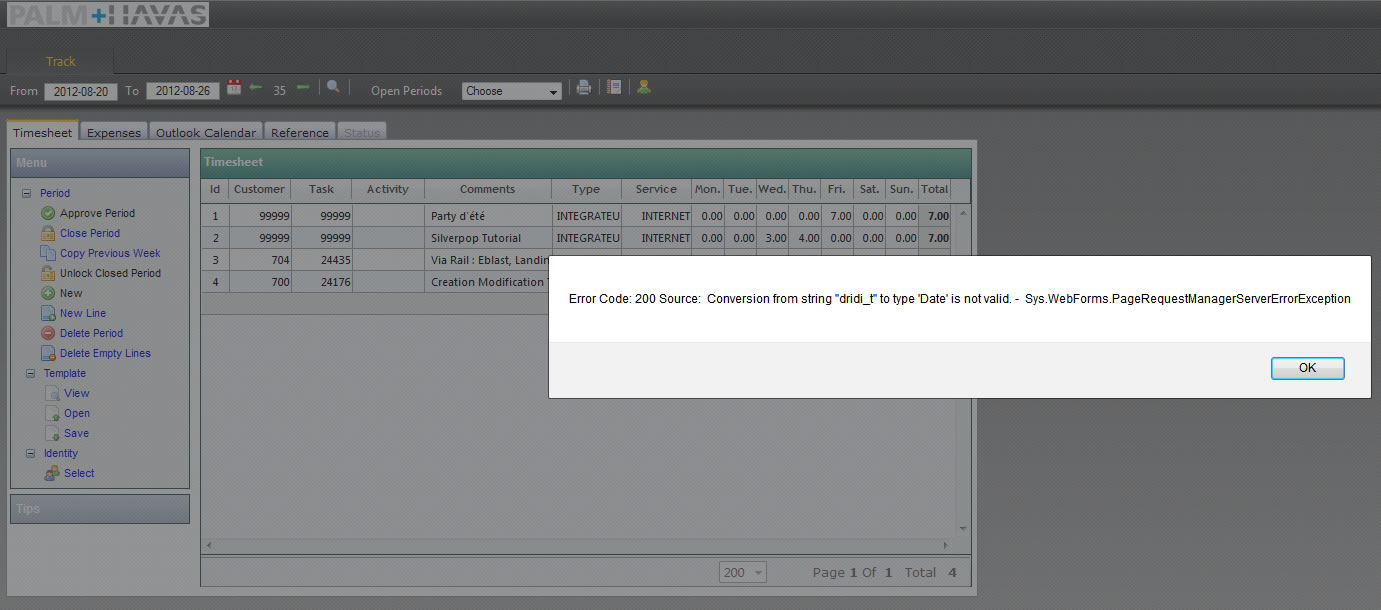 PALM+HAVAS
Track
From 2012-08-20 To 2012-08-26 35 Open Periods Choose
Timesheet Expenses Outlook Calendar Reference Status
Menu
Period
Approve Period
Close Period
Copy Previous Week
Unlock Closed Period
New
New Line
Delete Period
Delete Empty Lines
Template
View
Open
Save
Identity
Select
Tips
Timesheet
Id Customer Task Activity Comments Type Service Mon. Tue. Wed. Thu. Fri. Sat. Sun. Total
1 99999 99999 Party d´été INTEGRATEU INTERNET 0.00 0.00 0.00 0.00 7.00 0.00 0.00 7.00
2 99999 99999 Silverpop Tutorial INTEGRATEU INTERNET 0.00 0.00 3.00 4.00 0.00 0.00 0.00 7.00
3 704 24435 Via Rail : Eblast, Landin
4 700 24176 Creation Modification
Error Code: 200 Source: Conversion from string "dridi_t" to type 'Date' is not valid. - Sys.WebForms.PageRequestManagerServerErrorException
OK
200 Page 1 Of 1 Total 4